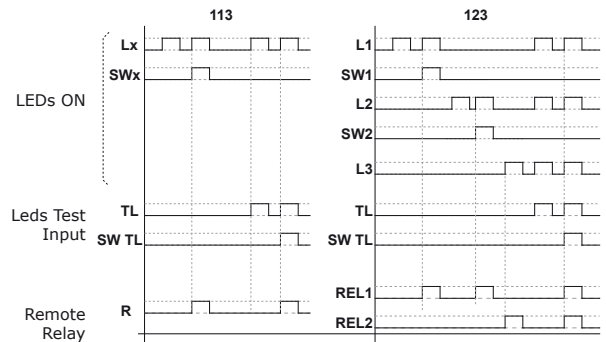 113
123
Lx
L1
SWx
SW1
LEDs ON
L2
SW2
L3
Leds Test
Input
TL
TL
SW TL
SW TL
REL1
Remote
Relay
R
REL2